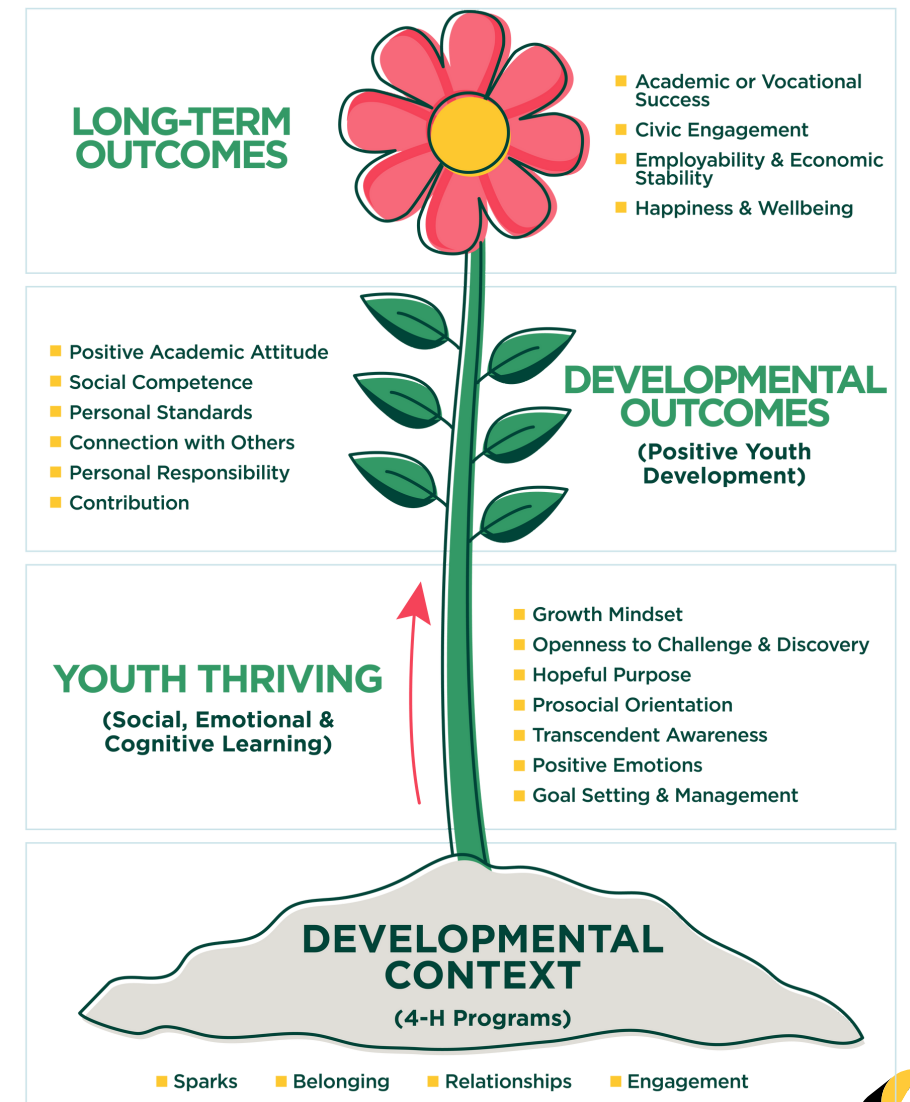 LONG-TERM
OUTCOMES
Academic or Vocational
Success
Civic Engagement
Employability & Economic
Stability
Happiness & Wellbeing
Positive Academic Attitude
Social Competence
Personal Standards
Connection with Others
Personal Responsibility
Contribution
DEVELOPMENTAL
OUTCOMES
(Positive Youth
Development)
YOUTH THRIVING
(Social, Emotional &
Cognitive Learning)
Growth Mindset
Openness to Challenge & Discovery
Hopeful Purpose
Prosocial Orientation
Transcendent Awareness
Positive Emotions
Goal Setting & Management
DEVELOPMENTAL
CONTEXT
(4-H Programs)
Sparks Belonging Relationships Engagement